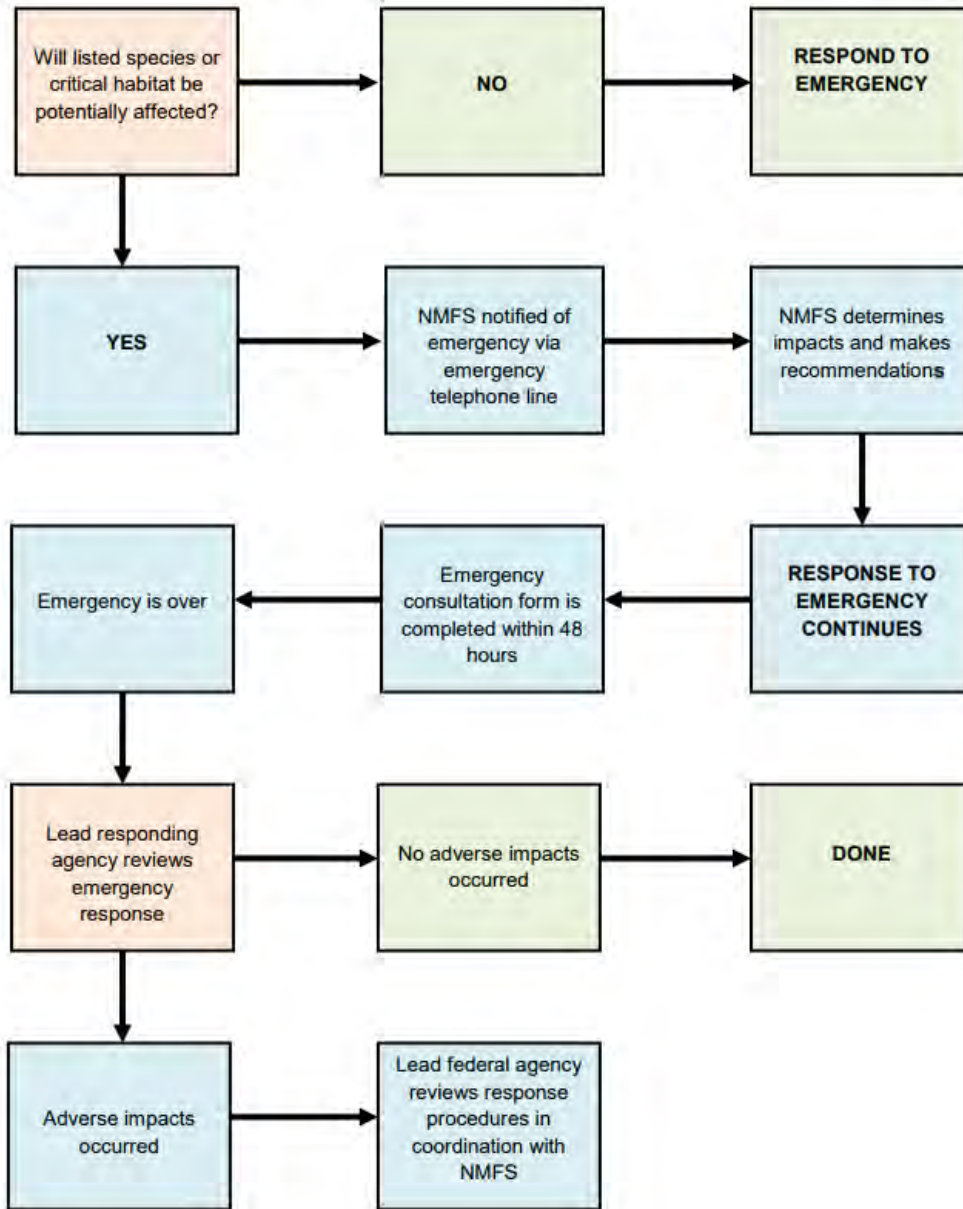 Will listed species or
critical habitat be
potentially affected?
NO
RESPOND TO
EMERGENCY
YES
NMFS notified of
emergency via
emergency
telephone line
NMFS determines
impacts and makes
recommendations
Emergency is over
Emergency
consultation form is
completed within 48
hours
RESPONSE TO
EMERGENCY
CONTINUES
Lead responding
agency reviews
emergency
response
No adverse impacts
occurred
DONE
Adverse impacts
occurred
Lead federal agency
reviews response
procedures in
coordination with
NMFS